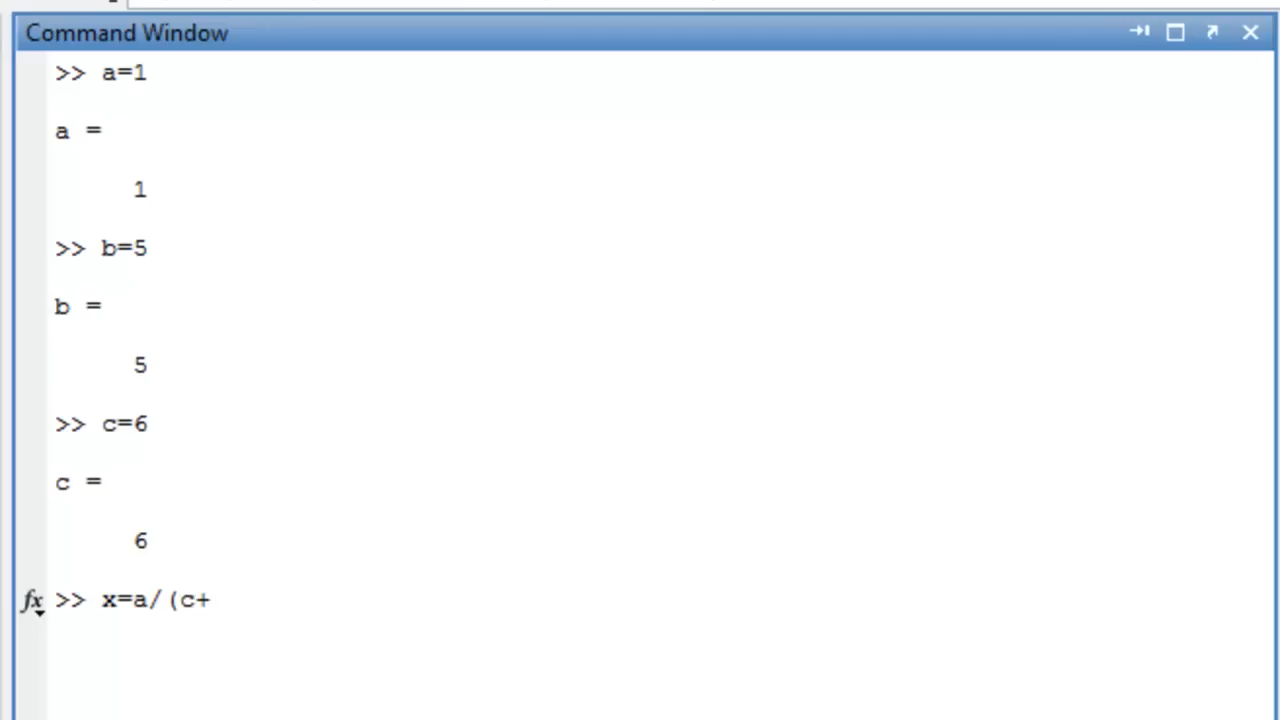 Command Window
>> a=1
a =
1
>> b=5
b =
5
>> c=6
c =
6
fx >> x=a/(c+